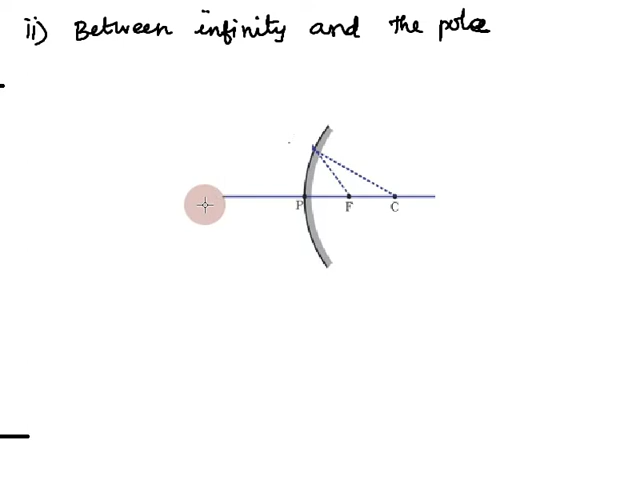 ii) Between infinity and the pole
P F C